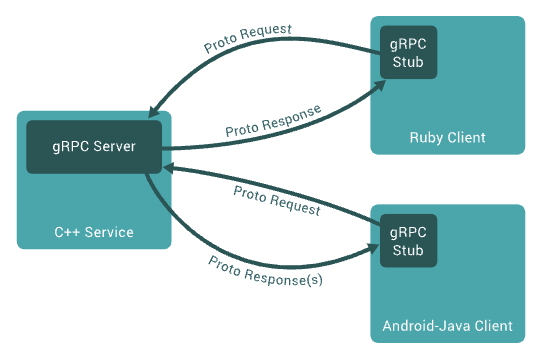 Proto Request
gRPC
Stub
Ruby Client
Proto Response
gRPC Server
C++ Service
Proto Request
gRPC
Stub
Proto Response(s)
Android-Java Client